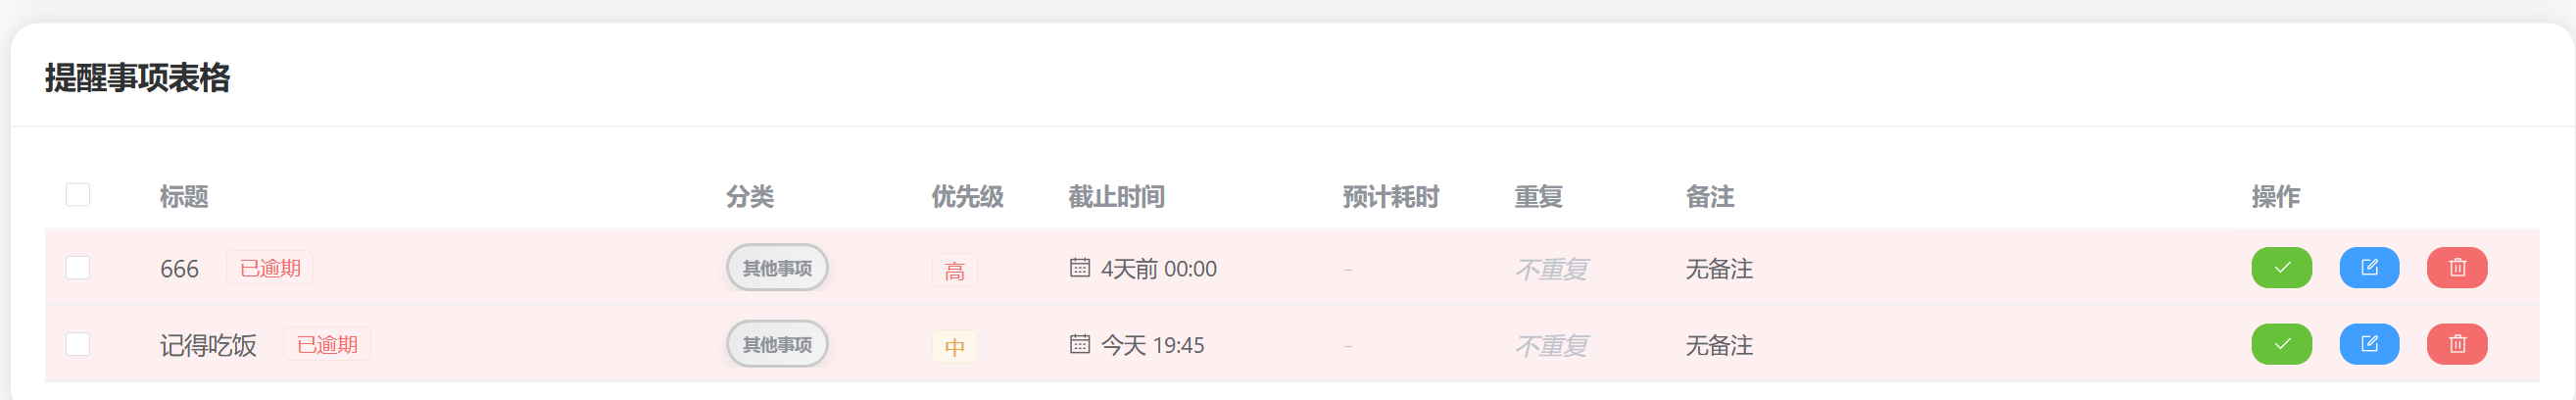 提醒事项表格
标题 分类 优先级 截止时间 预计耗时 重复 备注 操作
666 已逾期 其他事项 高 4天前 00:00 - 不重复 无备注
记得吃饭 已逾期 其他事项 中 今天 19:45 - 不重复 无备注